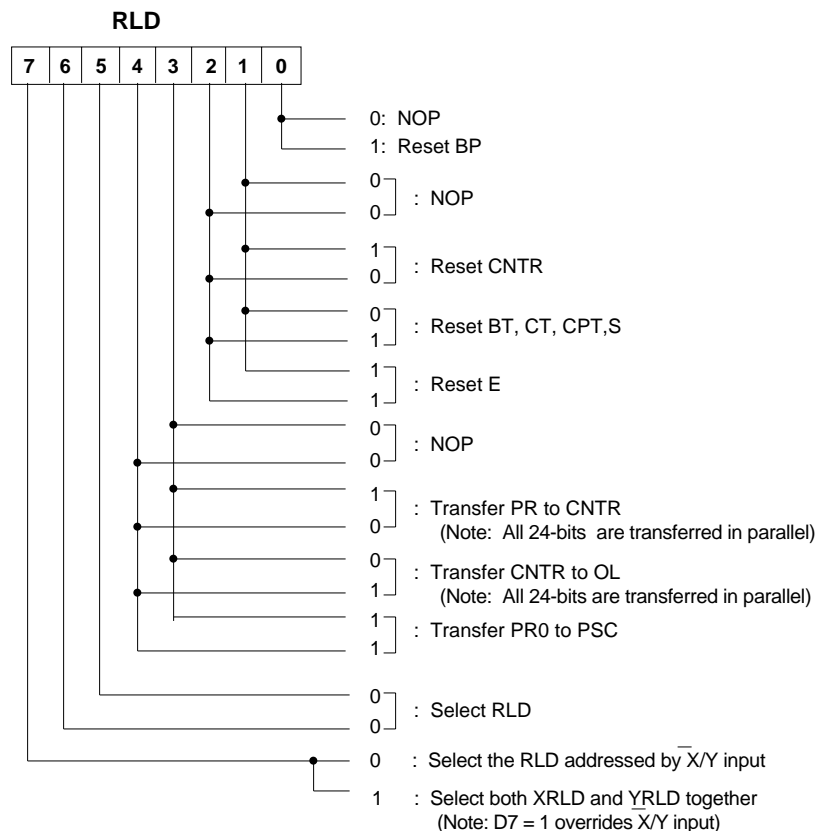 RLD
7 6 5 4 3 2 1 0
0: NOP
1: Reset BP
0
0 : NOP
1
0 : Reset CNTR
0
1 : Reset BT, CT, CPT,S
1
1 : Reset E
0
0 : NOP
1
0 : Transfer PR to CNTR
(Note: All 24-bits are transferred in parallel)
0
1 : Transfer CNTR to OL
(Note: All 24-bits are transferred in parallel)
1
1 : Transfer PR0 to PSC
0
0 : Select RLD
0 : Select the RLD addressed by X̅/Y input
1 : Select both XRLD and YRLD together
(Note: D7 = 1 overrides X̅/Y input)